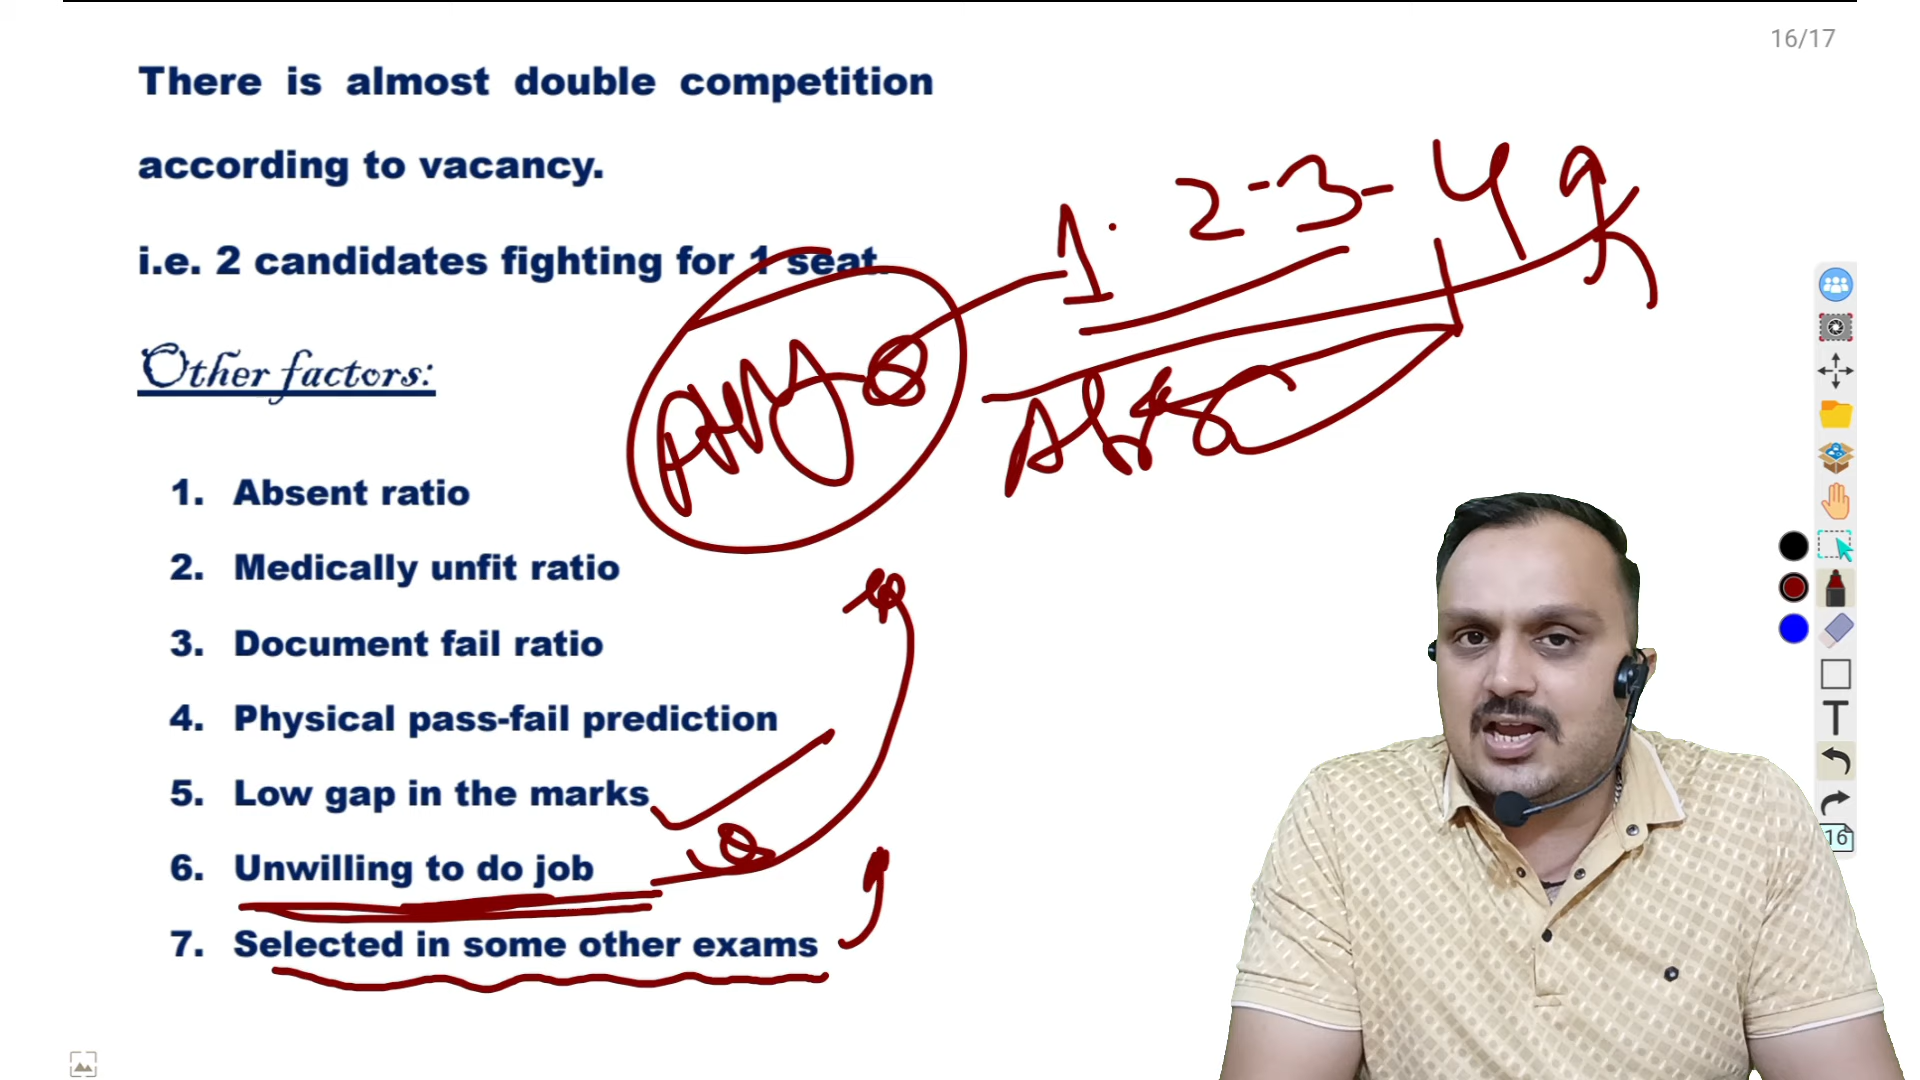 16/17
There is almost double competition
according to vacancy.
i.e. 2 candidates fighting for 1 seat.
1. 2-3-4
Other factors:
1. Absent ratio
2. Medically unfit ratio
3. Document fail ratio
4. Physical pass-fail prediction
5. Low gap in the marks
6. Unwilling to do job
7. Selected in some other exams
T
16